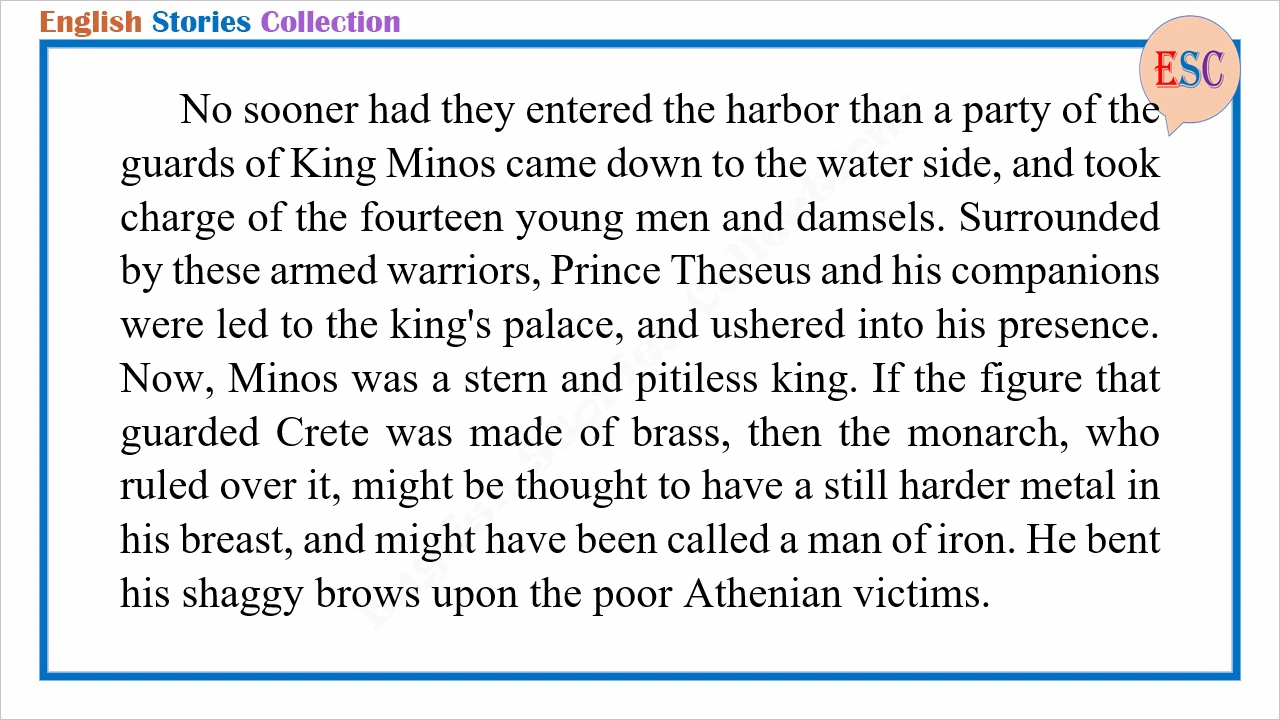 English Stories Collection
ESC
No sooner had they entered the harbor than a party of the
guards of King Minos came down to the water side, and took
charge of the fourteen young men and damsels. Surrounded
by these armed warriors, Prince Theseus and his companions
were led to the king's palace, and ushered into his presence.
Now, Minos was a stern and pitiless king. If the figure that
guarded Crete was made of brass, then the monarch, who
ruled over it, might be thought to have a still harder metal in
his breast, and might have been called a man of iron. He bent
his shaggy brows upon the poor Athenian victims.
English Stories Collection